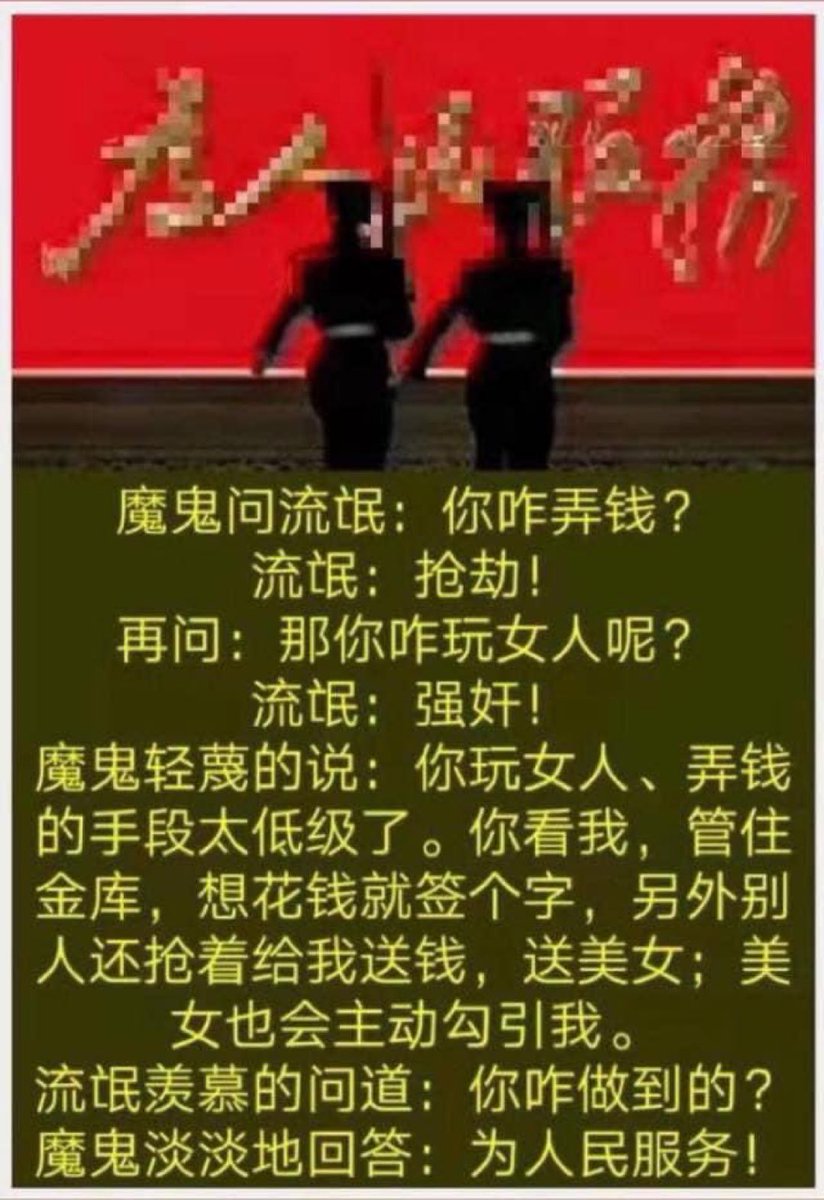 为人民服务
魔鬼问流氓：你咋弄钱？
流氓：抢劫！
再问：那你咋玩女人呢？
流氓：强奸！
魔鬼轻蔑的说：你玩女人、弄钱
的手段太低级了。你看我，管住
金库，想花钱就签个字，另外别
人还抢着给我送钱，送美女；美
女也会主动勾引我。
流氓羡慕的问道：你咋做到的？
魔鬼淡淡地回答：为人民服务！